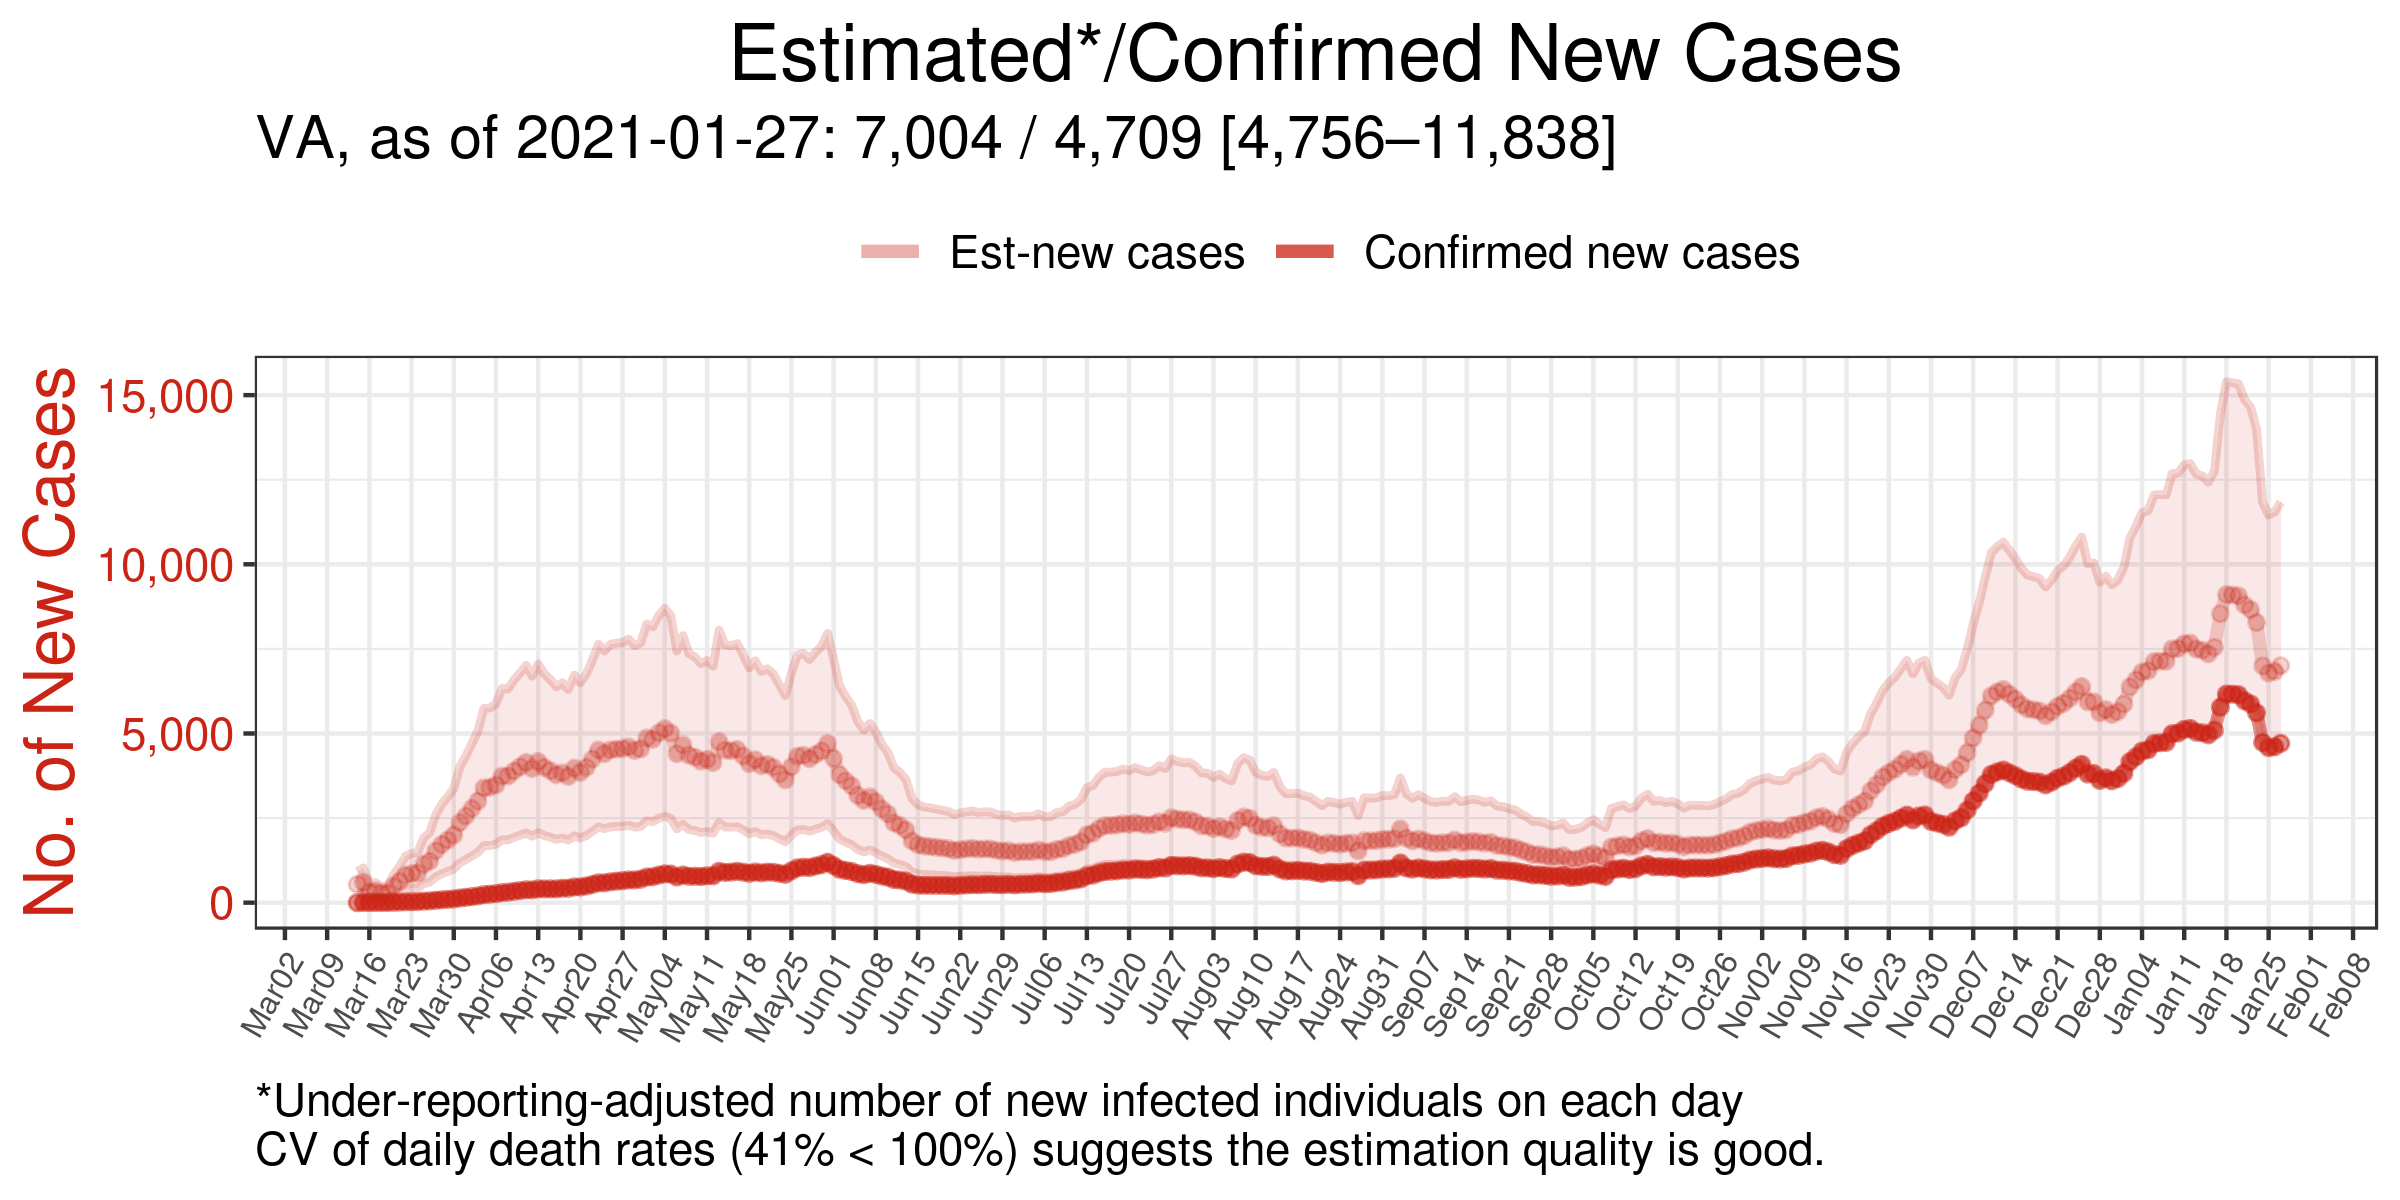 Estimated*/Confirmed New Cases
VA, as of 2021-01-27: 7,004 / 4,709 [4,756–11,838]
Est-new cases
Confirmed new cases
No. of New Cases
15,000
10,000
5,000
0
Mar02
Mar09
Mar16
Mar23
Mar30
Apr06
Apr13
Apr20
Apr27
May04
May11
May18
May25
Jun01
Jun08
Jun15
Jun22
Jun29
Jul06
Jul13
Jul20
Jul27
Aug03
Aug10
Aug17
Aug24
Aug31
Sep07
Sep14
Sep21
Sep28
Oct05
Oct12
Oct19
Oct26
Nov02
Nov09
Nov16
Nov23
Nov30
Dec07
Dec14
Dec21
Dec28
Jan04
Jan11
Jan18
Jan25
Feb01
Feb08
*Under-reporting-adjusted number of new infected individuals on each day
CV of daily death rates (41% < 100%) suggests the estimation quality is good.